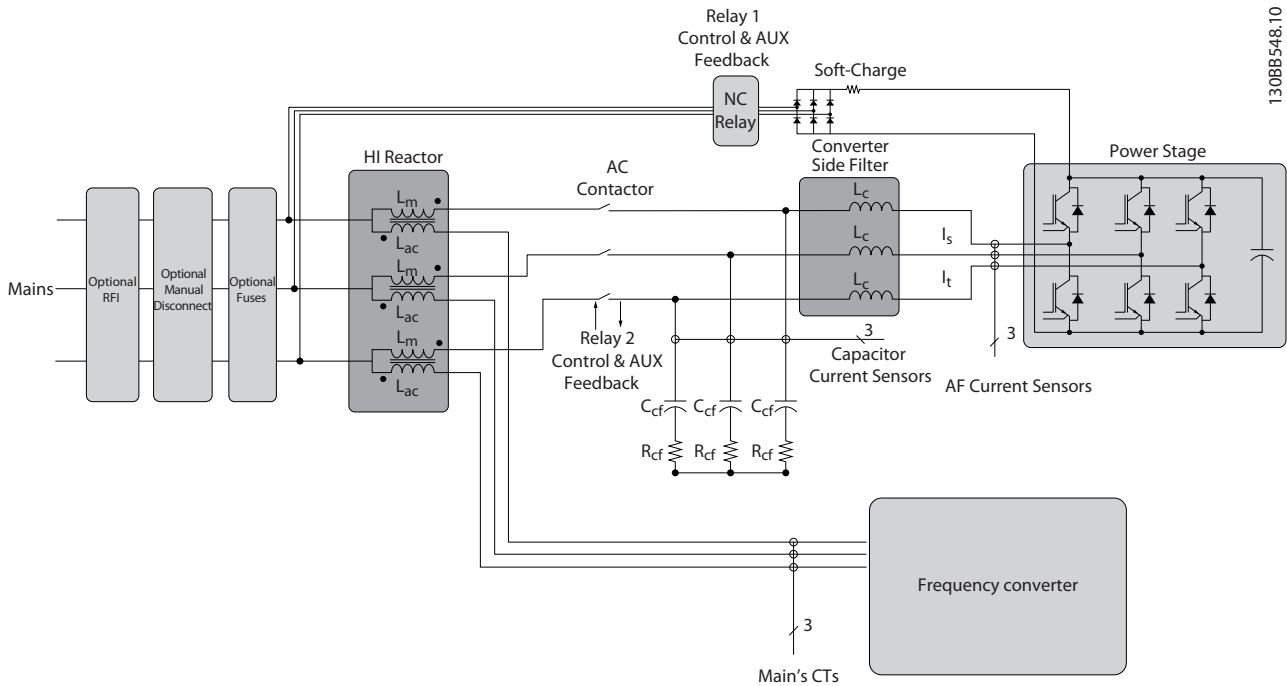 130BB548.10
Relay 1
Control & AUX
Feedback
Soft-Charge
NC
Relay
HI Reactor
AC
Contactor
Converter
Side Filter
Power Stage
Lm
Lac
Lm
Lac
Lm
Lac
Lc
Lc
Lc
Is
It
Mains
Optional
RFI
Optional
Manual
Disconnect
Optional
Fuses
Relay 2
Control & AUX
Feedback
3
Capacitor
Current Sensors
3
AF Current Sensors
Ccf
Ccf
Ccf
Rcf
Rcf
Rcf
Frequency converter
3
Main's CTs